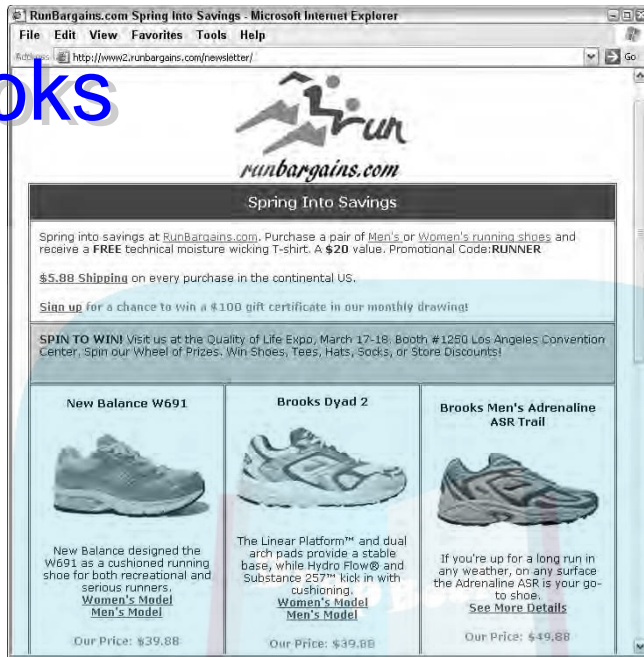 RunBargains.com Spring Into Savings - Microsoft Internet Explorer
File Edit View Favorites Tools Help
Address http://www2.runbargains.com/newsletter/ Go
oks
run
runbargains.com
Spring Into Savings
Spring into savings at RunBargains.com. Purchase a pair of Men's or Women's running shoes and
receive a FREE technical moisture wicking T-shirt. A $20 value. Promotional Code:RUNNER
$5.88 Shipping on every purchase in the continental US.
Sign up for a chance to win a $100 gift certificate in our monthly drawing!
SPIN TO WIN! Visit us at the Quality of Life Expo, March 17-18. Booth #1250 Los Angeles Convention
Center. Spin our Wheel of Prizes. Win Shoes, Tees, Hats, Socks, or Store Discounts!
New Balance W691
New Balance designed the
W691 as a cushioned running
shoe for both recreational and
serious runners.
Women's Model
Men's Model
Our Price: $39.88
Brooks Dyad 2
The Linear Platform™ and dual
arch pads provide a stable
base, while Hydro Flow® and
Substance 257™ kick in with
cushioning.
Women's Model
Men's Model
Our Price: $39.88
Brooks Men's Adrenaline
ASR Trail
If you're up for a long run in
any weather, on any surface
the Adrenaline ASR is your go-
to shoe.
See More Details
Our Price: $49.88